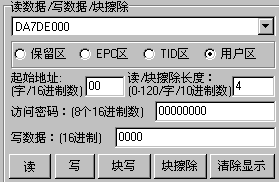 读数据/写数据/块擦除
DA7DE000
保留区 EPC区 TID区 用户区
起始地址: 读/块擦除长度:
(字/16进制数) 00 (0-120/字/10进制数) 4
访问密码:(8个16进制数) 00000000
写数据:(16进制) 0000
读 写 块写 块擦除 清除显示